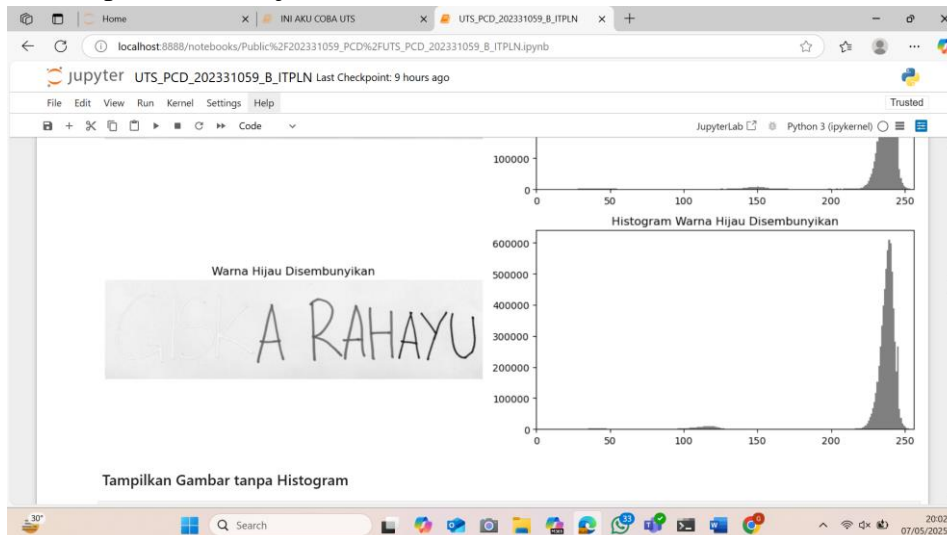 Home
INI AKU COBA UTS
UTS_PCD_202331059_B_ITPLN
localhost:8888/notebooks/Public%2F202331059_PCD%2FUTS_PCD_202331059_B_ITPLN.ipynb
jupyter UTS_PCD_202331059_B_ITPLN Last Checkpoint: 9 hours ago
File Edit View Run Kernel Settings Help
Trusted
Code
JupyterLab
Python 3 (ipykernel)
100000
0
0 50 100 150 200 250
Histogram Warna Hijau Disembunyikan
600000
500000
400000
300000
200000
100000
0
0 50 100 150 200 250
Warna Hijau Disembunyikan
A RAHAYU
Tampilkan Gambar tanpa Histogram
30°
Search
33
20:02
07/05/2025